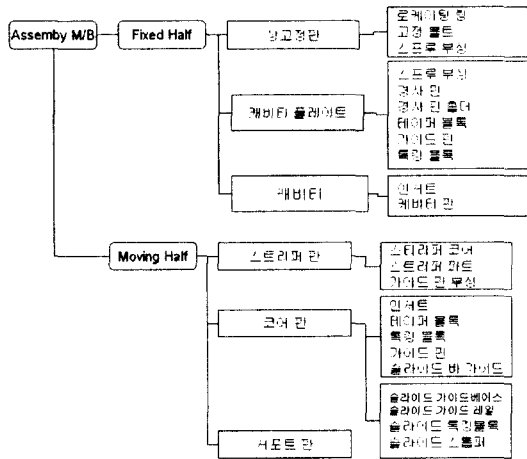 Assemby M/B
Fixed Half
상고정판
로케이팅 링
고정 볼트
스프루 부싱
캐비티 플레이트
스프루 부싱
경사 핀
경사 핀 홀더
테이퍼 블록
가이드 핀
록킹 블록
캐비티
인서트
캐비티 판
Moving Half
스트리퍼 판
스트리퍼 코어
스트리퍼 파트
가이드 핀 부싱
코어 판
인서트
테이퍼 블록
록킹 블록
가이드 핀
슬라이드 바 가이드
슬라이드 가이드베이스
슬라이드 가이드 레일
슬라이드 록킹블록
슬라이드 스톱퍼
서포트 판